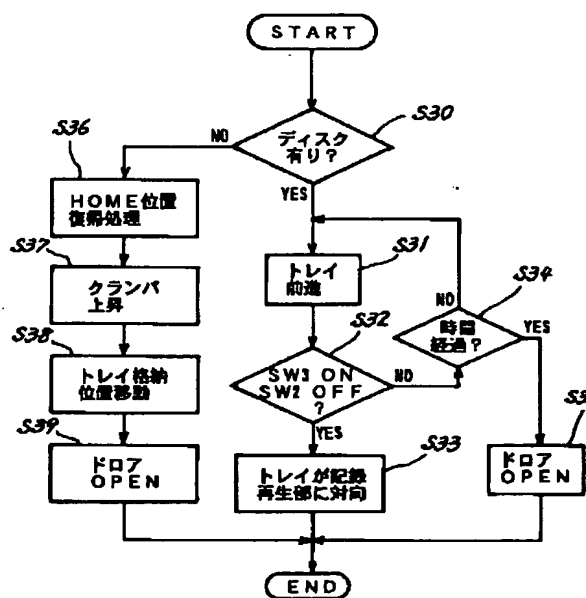 START
S30
ディスク
有り?
NO
YES
S36
HOME位置
復帰処理
S37
クランパ
上昇
S38
トレイ格納
位置移動
S39
ドロア
OPEN
S31
トレイ
前進
S32
SW3 ON
SW2 OFF
?
NO
YES
S33
トレイが記録
再生部に対向
S34
時間
経過?
NO
YES
S3
ドロア
OPEN
END